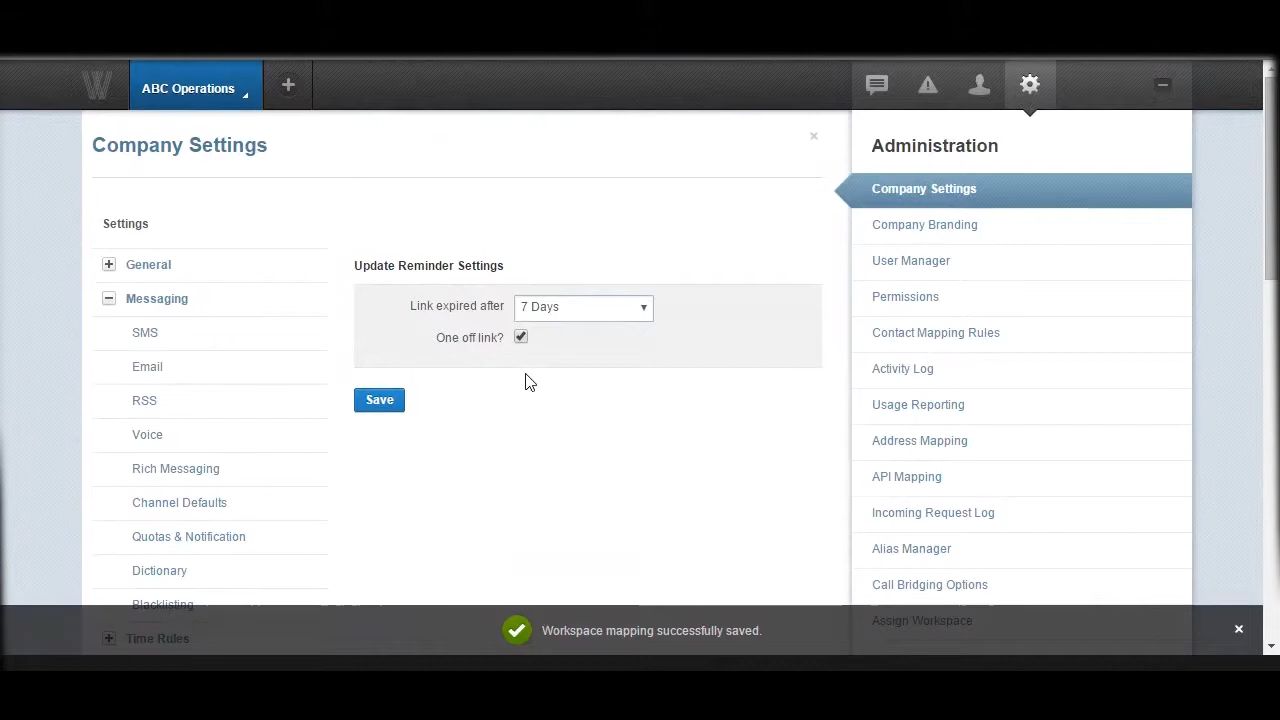 W
ABC Operations
Company Settings
Settings
General
Messaging
SMS
Email
RSS
Voice
Rich Messaging
Channel Defaults
Quotas & Notification
Dictionary
Blacklisting
Time Rules
Update Reminder Settings
Link expired after 7 Days
One off link?
Save
Administration
Company Settings
Company Branding
User Manager
Permissions
Contact Mapping Rules
Activity Log
Usage Reporting
Address Mapping
API Mapping
Incoming Request Log
Alias Manager
Call Bridging Options
Assign Workspace
Workspace mapping successfully saved.